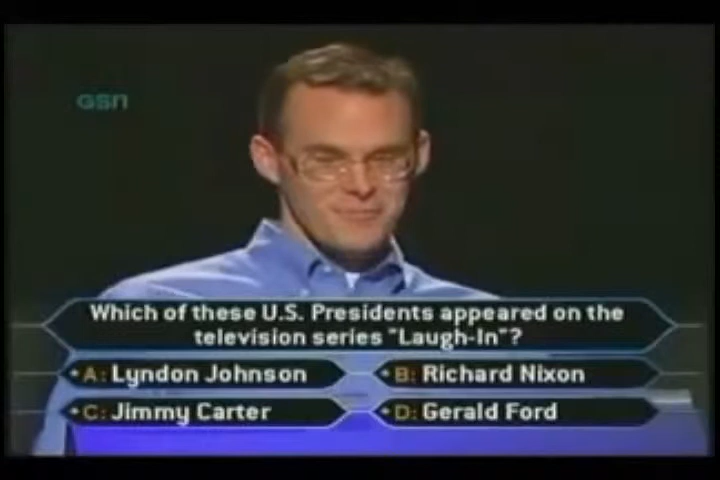 GSN
Which of these U.S. Presidents appeared on the
television series "Laugh-In"?
A: Lyndon Johnson
B: Richard Nixon
C: Jimmy Carter
D: Gerald Ford